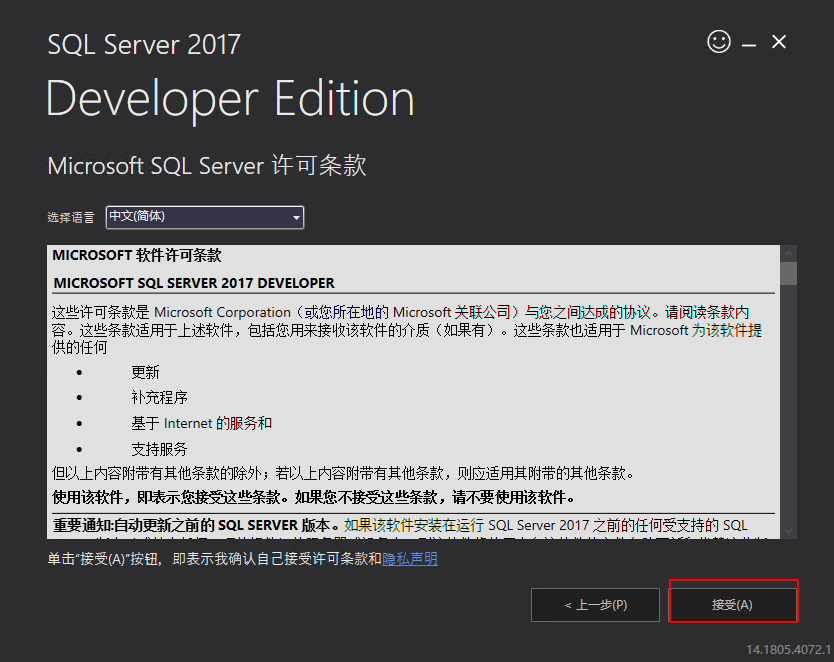 SQL Server 2017
Developer Edition
Microsoft SQL Server 许可条款
选择语言 中文(简体)
MICROSOFT 软件许可条款
MICROSOFT SQL SERVER 2017 DEVELOPER
这些许可条款是 Microsoft Corporation（或您所在地的 Microsoft 关联公司）与您之间达成的协议。请阅读条款内
容。这些条款适用于上述软件，包括您用来接收该软件的介质（如果有）。这些条款也适用于 Microsoft 为该软件提
供的任何
• 更新
• 补充程序
• 基于 Internet 的服务和
• 支持服务
但以上内容附带有其他条款的除外；若以上内容附带有其他条款，则应适用其附带的其他条款。
使用该软件，即表示您接受这些条款。如果您不接受这些条款，请不要使用该软件。
重要通知:自动更新之前的 SQL SERVER 版本。如果该软件安装在运行 SQL Server 2017 之前的任何受支持的 SQL
单击“接受(A)”按钮，即表示我确认自己接受许可条款和隐私声明
< 上一步(P)
接受(A)
14.1805.4072.1